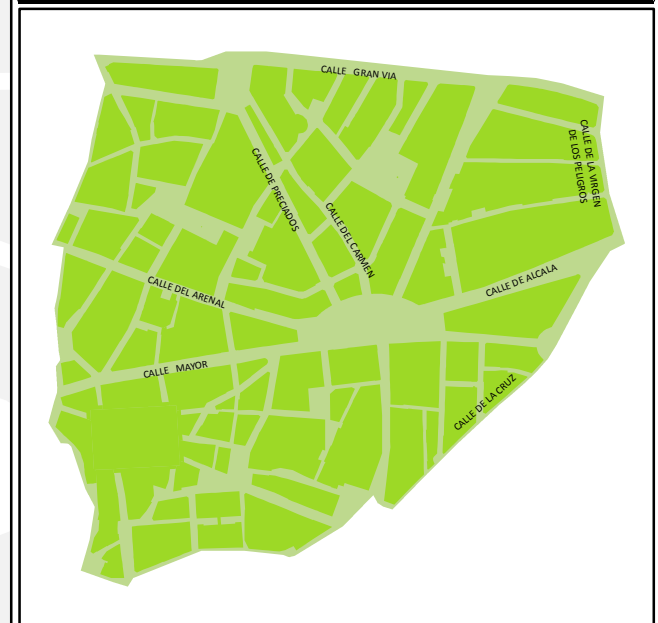 CALLE GRAN VIA
CALLE DE LA VIRGEN
DE LOS PELIGROS
CALLE DE PRECIADOS
CALLE DEL CARMEN
CALLE DE ALCALA
CALLE DEL ARENAL
CALLE MAYOR
CALLE DE LA CRUZ